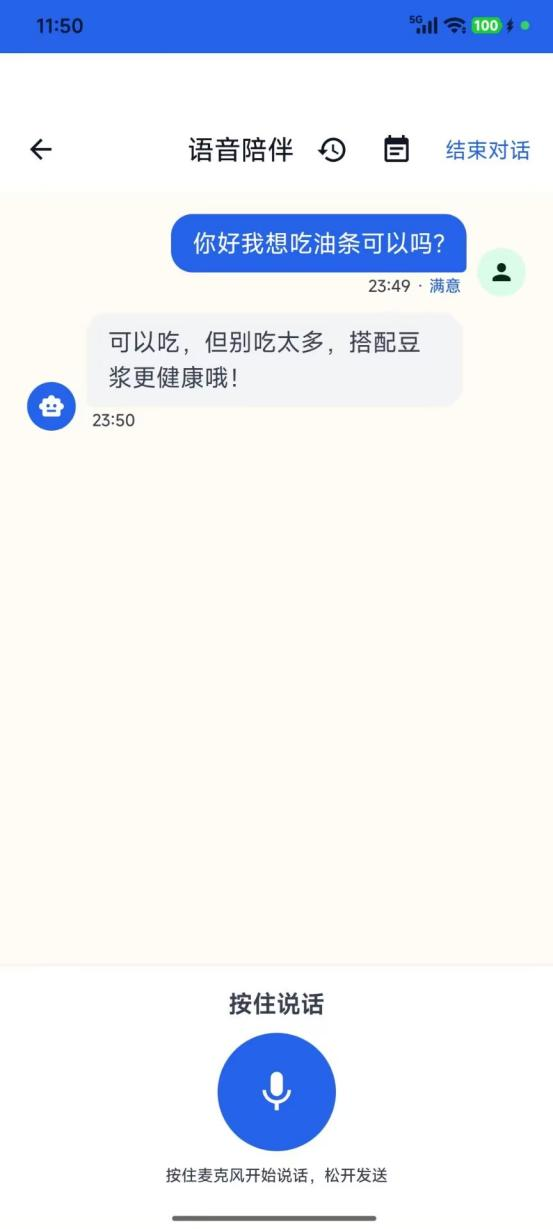 11:50 5G 100
语音陪伴 结束对话
你好我想吃油条可以吗?
23:49 · 满意
可以吃，但别吃太多，搭配豆
浆更健康哦!
23:50
按住说话
按住麦克风开始说话，松开发送